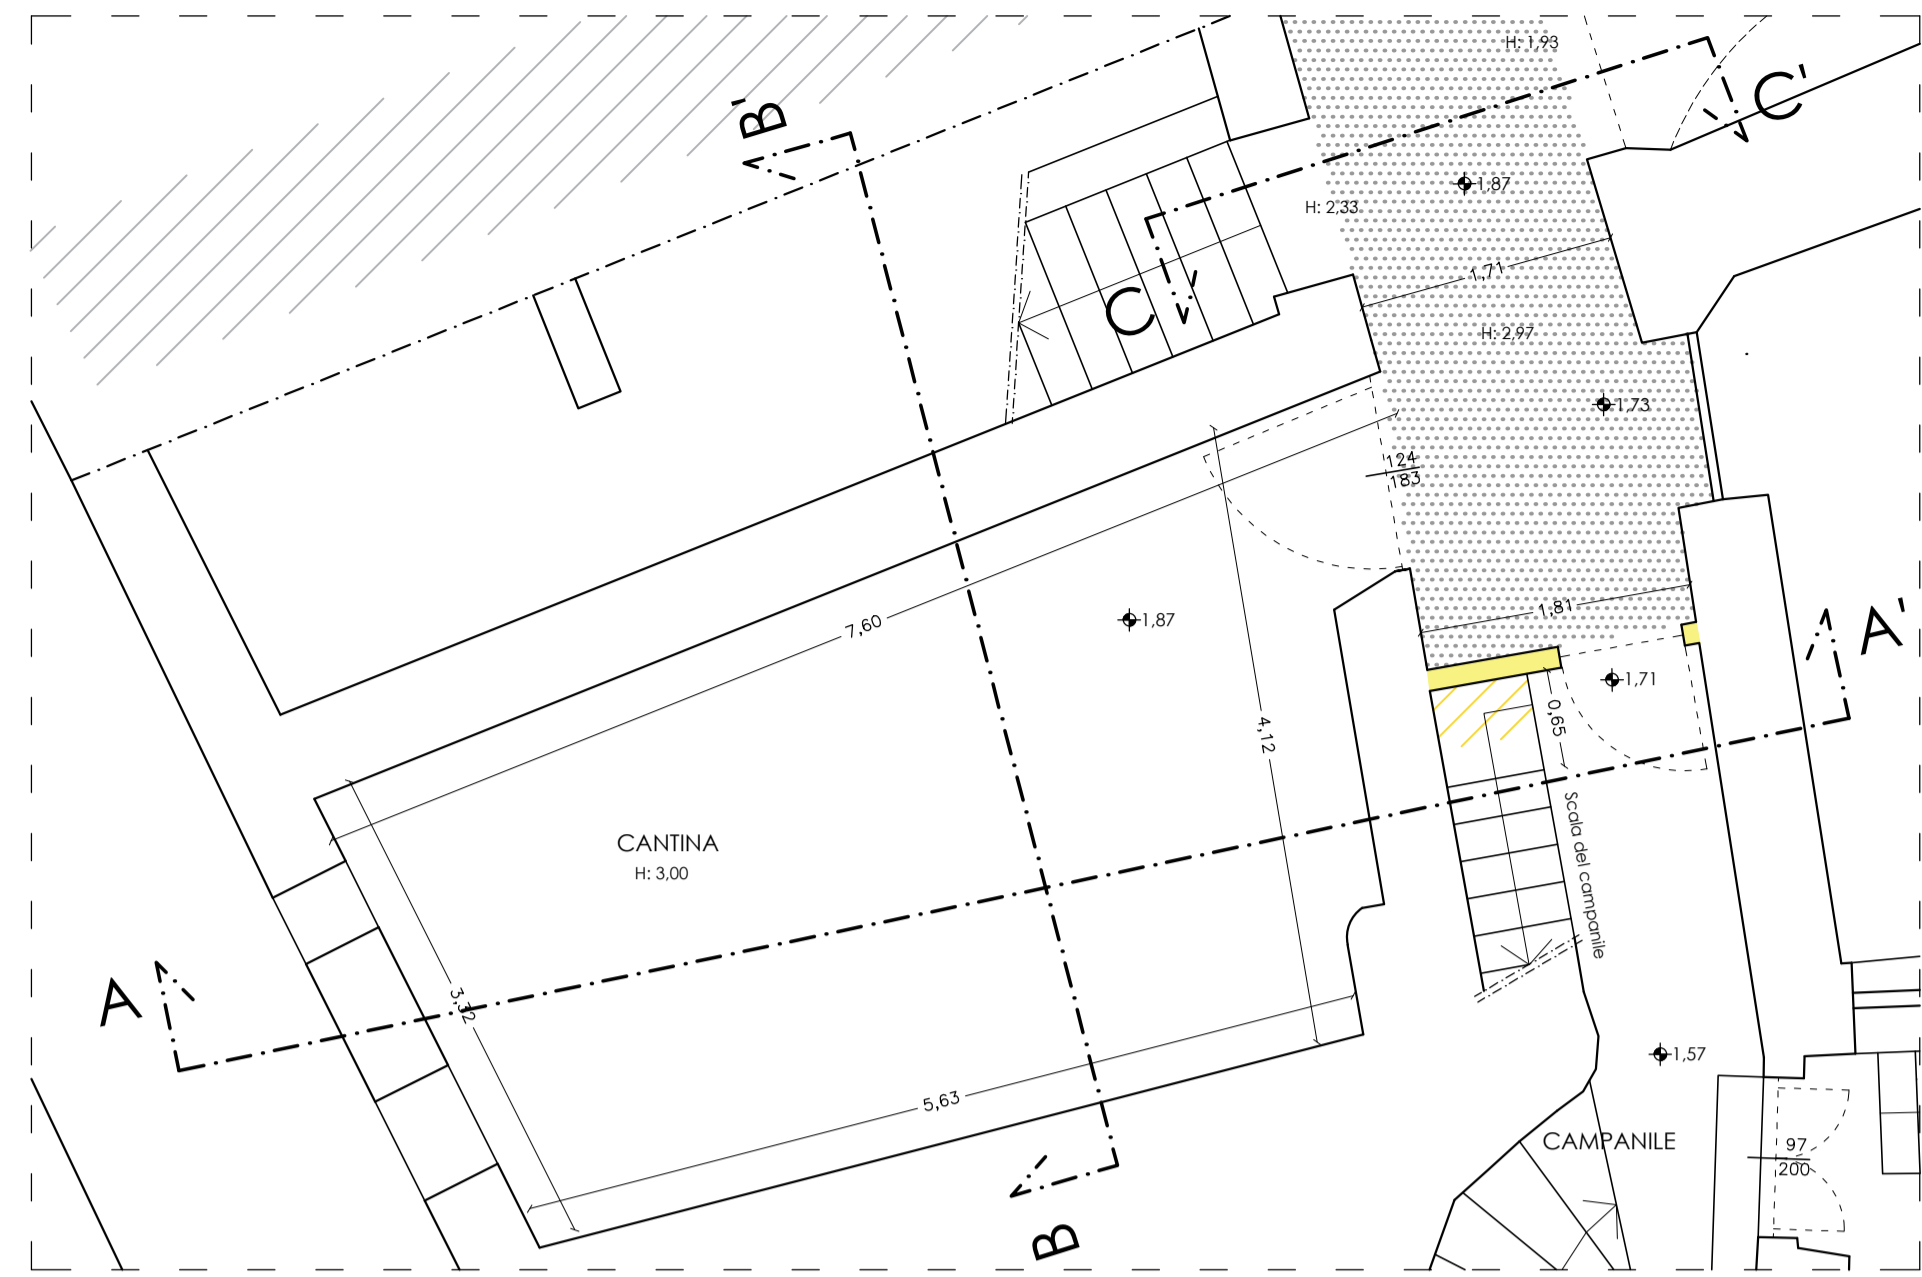 H: 1,93
C'
B'
1,87
H: 2,33
1,71
C
H: 2,97
1,73
124
183
1,81
7,60
1,87
A'
1,71
0,65
4,12
CANTINA
H: 3,00
Scala del campanile
A
3,32
1,57
5,63
CAMPANILE
97
200
B